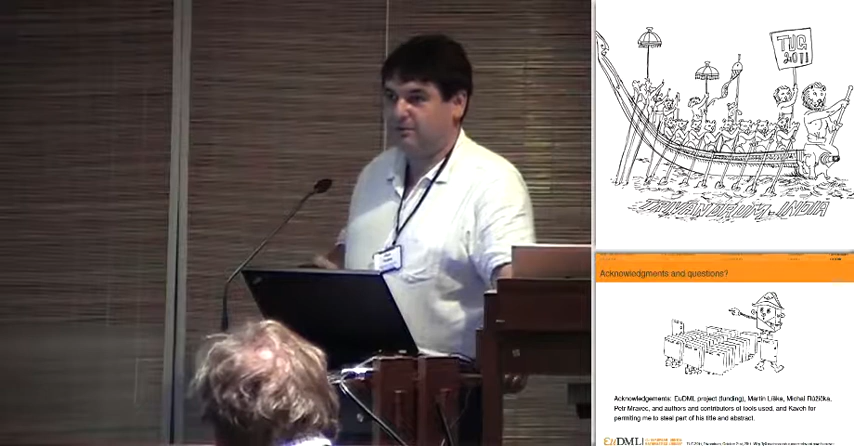 TUG
2011
TRIVANDRUM-INDIA
Acknowledgments and questions?
Acknowledgements: EuDML project (funding), Martin Líška, Michal Růžička,
Petr Mravec, and authors and contributors of tools used, and Kaveh for
permiting me to steal part of his title and abstract.
EuDML